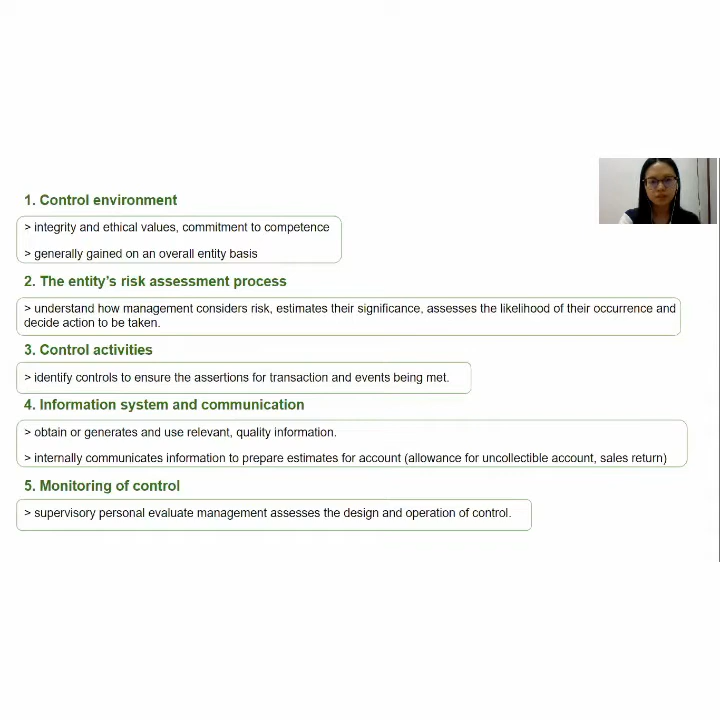 1. Control environment
> integrity and ethical values, commitment to competence
> generally gained on an overall entity basis
2. The entity's risk assessment process
> understand how management considers risk, estimates their significance, assesses the likelihood of their occurrence and
decide action to be taken.
3. Control activities
> identify controls to ensure the assertions for transaction and events being met.
4. Information system and communication
> obtain or generates and use relevant, quality information.
> internally communicates information to prepare estimates for account (allowance for uncollectible account, sales return)
5. Monitoring of control
> supervisory personal evaluate management assesses the design and operation of control.